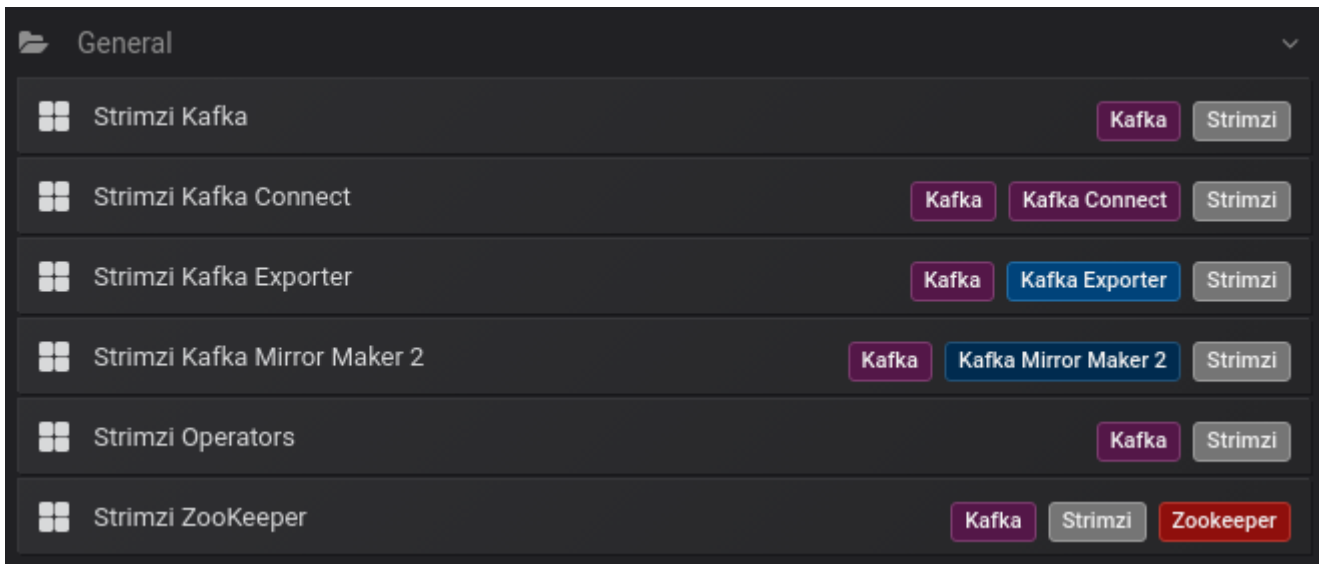 General
Strimzi Kafka Kafka Strimzi
Strimzi Kafka Connect Kafka Kafka Connect Strimzi
Strimzi Kafka Exporter Kafka Kafka Exporter Strimzi
Strimzi Kafka Mirror Maker 2 Kafka Kafka Mirror Maker 2 Strimzi
Strimzi Operators Kafka Strimzi
Strimzi ZooKeeper Kafka Strimzi Zookeeper